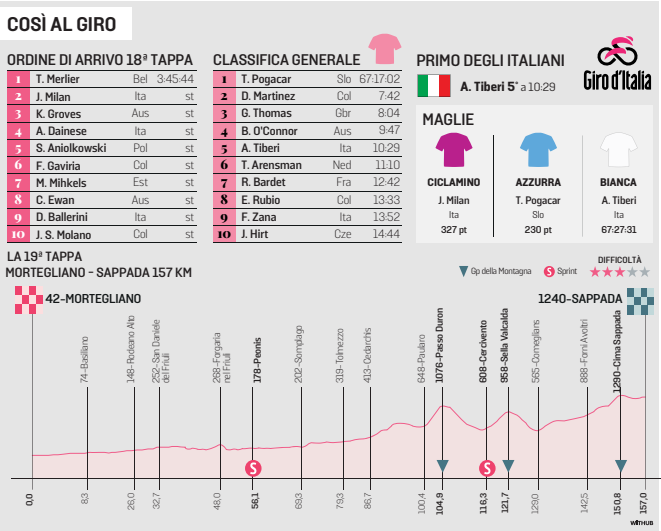 COSÌ AL GIRO
ORDINE DI ARRIVO 18ª TAPPA
1 T. Merlier Bel 3:45:44
2 J. Milan Ita st
3 K. Groves Aus st
4 A. Dainese Ita st
5 S. Aniolkowski Pol st
6 F. Gaviria Col st
7 M. Mihkels Est st
8 C. Ewan Aus st
9 D. Ballerini Ita st
10 J. S. Molano Col st
CLASSIFICA GENERALE
1 T. Pogacar Slo 67:17:02
2 D. Martinez Col 7:42
3 G. Thomas Gbr 8:04
4 B. O'Connor Aus 9:47
5 A. Tiberi Ita 10:29
6 T. Arensman Ned 11:10
7 R. Bardet Fra 12:42
8 E. Rubio Col 13:33
9 F. Zana Ita 13:52
10 J. Hirt Cze 14:44
PRIMO DEGLI ITALIANI
A. Tiberi 5° a 10:29
Giro d'Italia
MAGLIE
CICLAMINO
J. Milan
Ita
327 pt
AZZURRA
T. Pogacar
Slo
230 pt
BIANCA
A. Tiberi
Ita
67:27:31
LA 19ª TAPPA
MORTEGLIANO - SAPPADA 157 KM
Gp della Montagna
S Sprint
DIFFICOLTÀ
42-MORTEGLIANO
1240-SAPPADA
74-Basiliano
148-Rodeano Alto
252-San Daniele
del Friuli
268-Forgaria
nel Friuli
178-Peonis
202-Somplago
319-Tolmezzo
413-Cedarchis
648-Paularo
1076-Passo Duron
608-Cercivento
958-Sella Valcalda
565-Comeglians
888-Forni Avoltri
1290-Cima Sappada
S
S
0,0
8,3
26,0
32,7
48,0
56,1
69,3
79,3
86,7
100,4
104,9
116,3
121,7
129,0
142,5
150,8
157,0
WITHUB